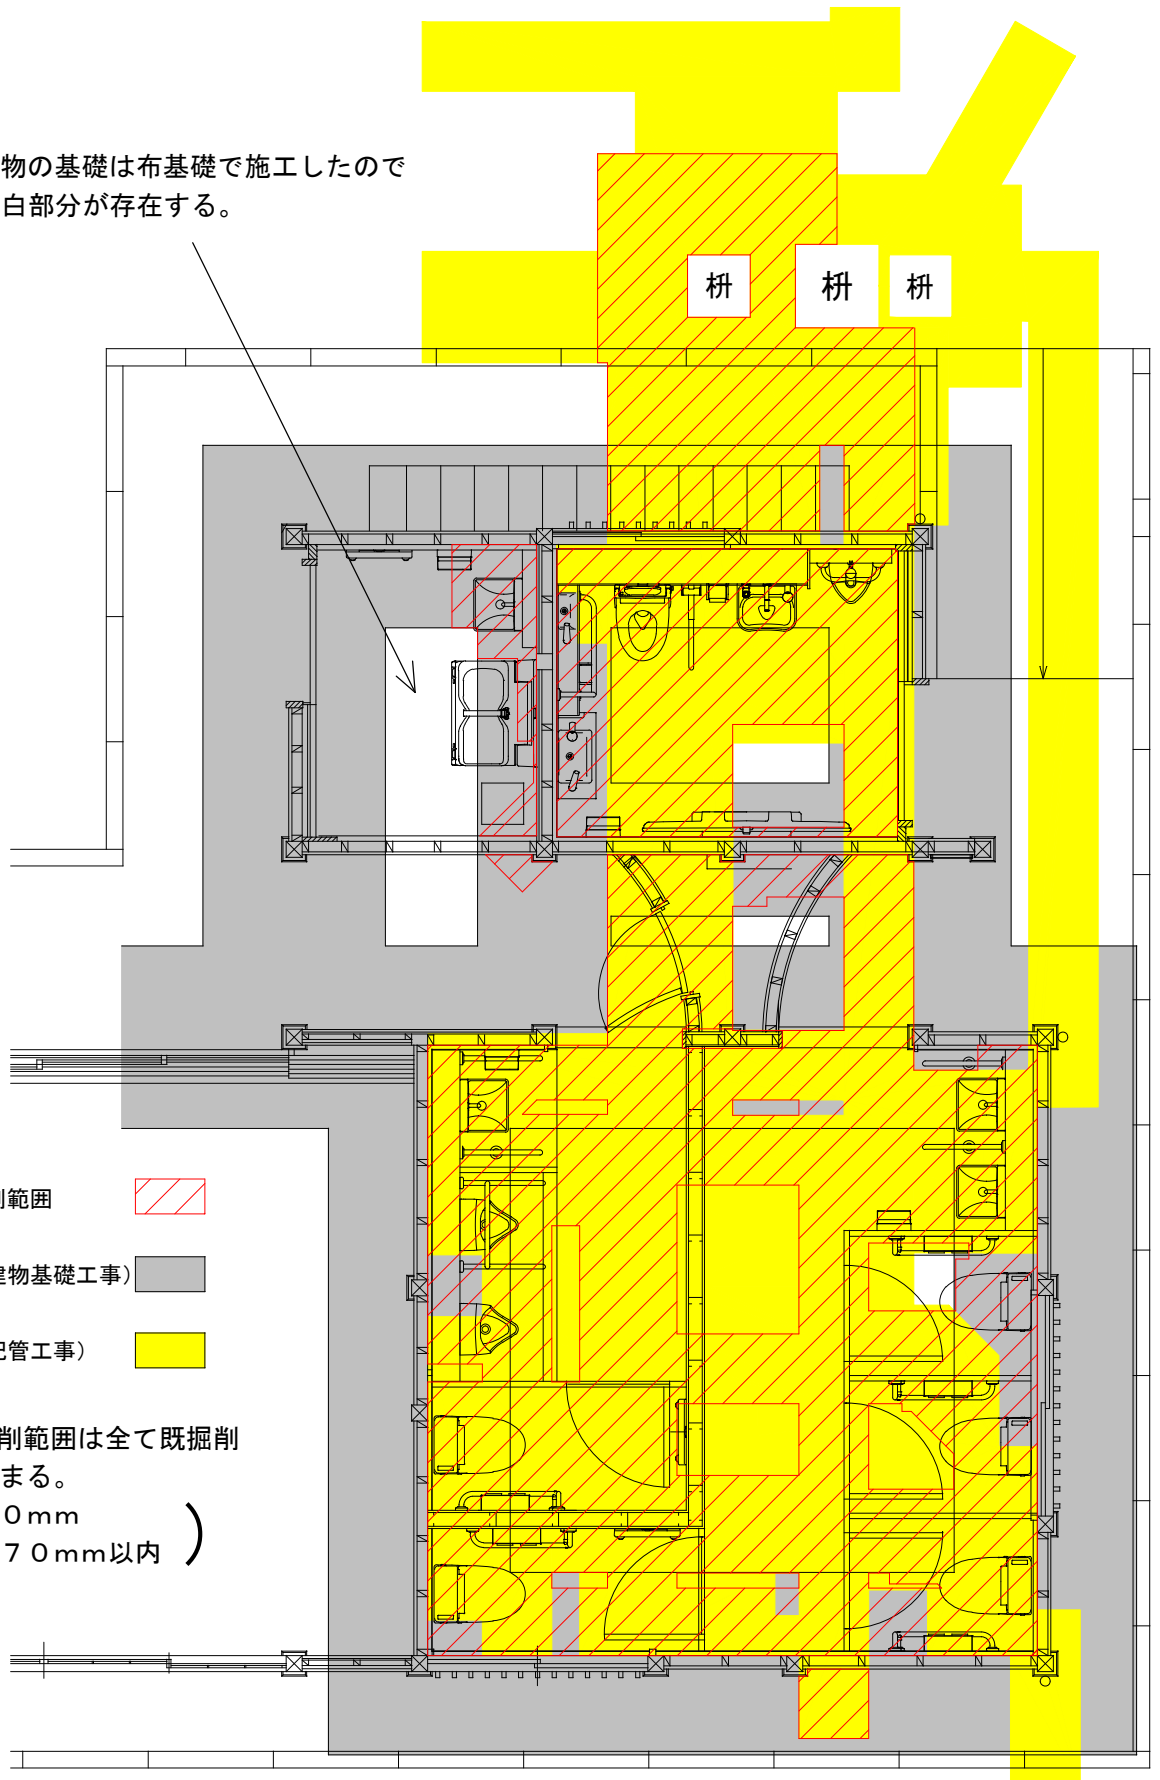 物の基礎は布基礎で施工したので
白部分が存在する。
枡
枡
枡
範囲
建物基礎工事）
配管工事）
削範囲は全て既掘削
まる。
０ｍｍ
７０ｍｍ以内